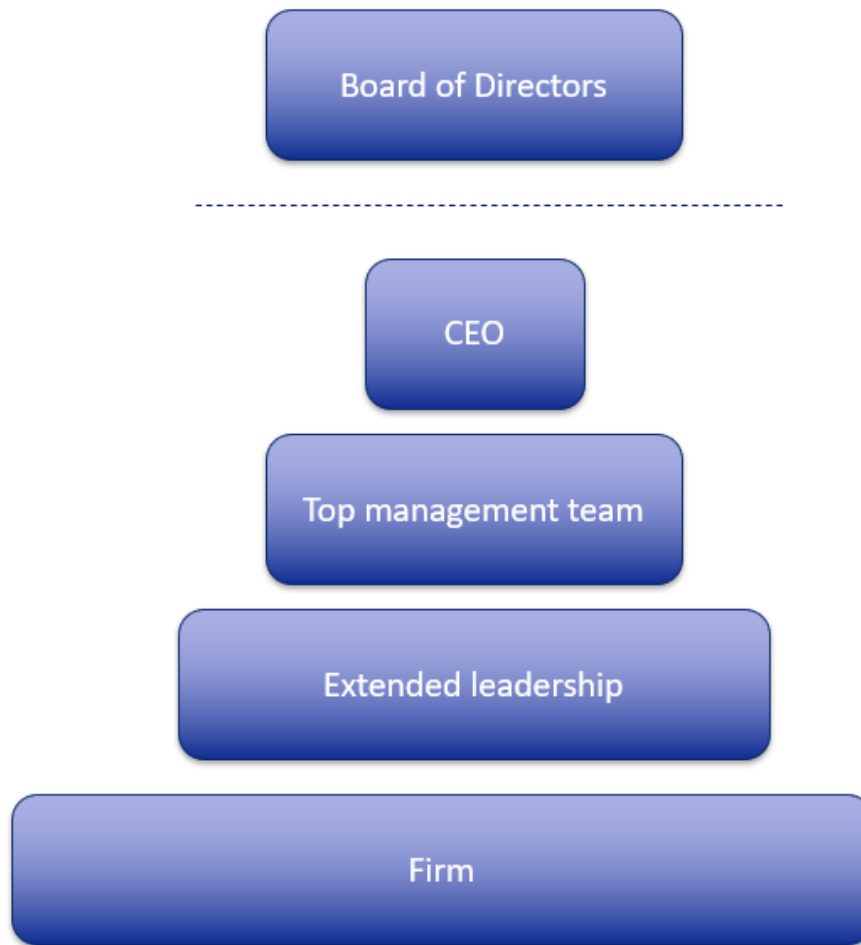 Board of Directors
CEO
Top management team
Extended leadership
Firm